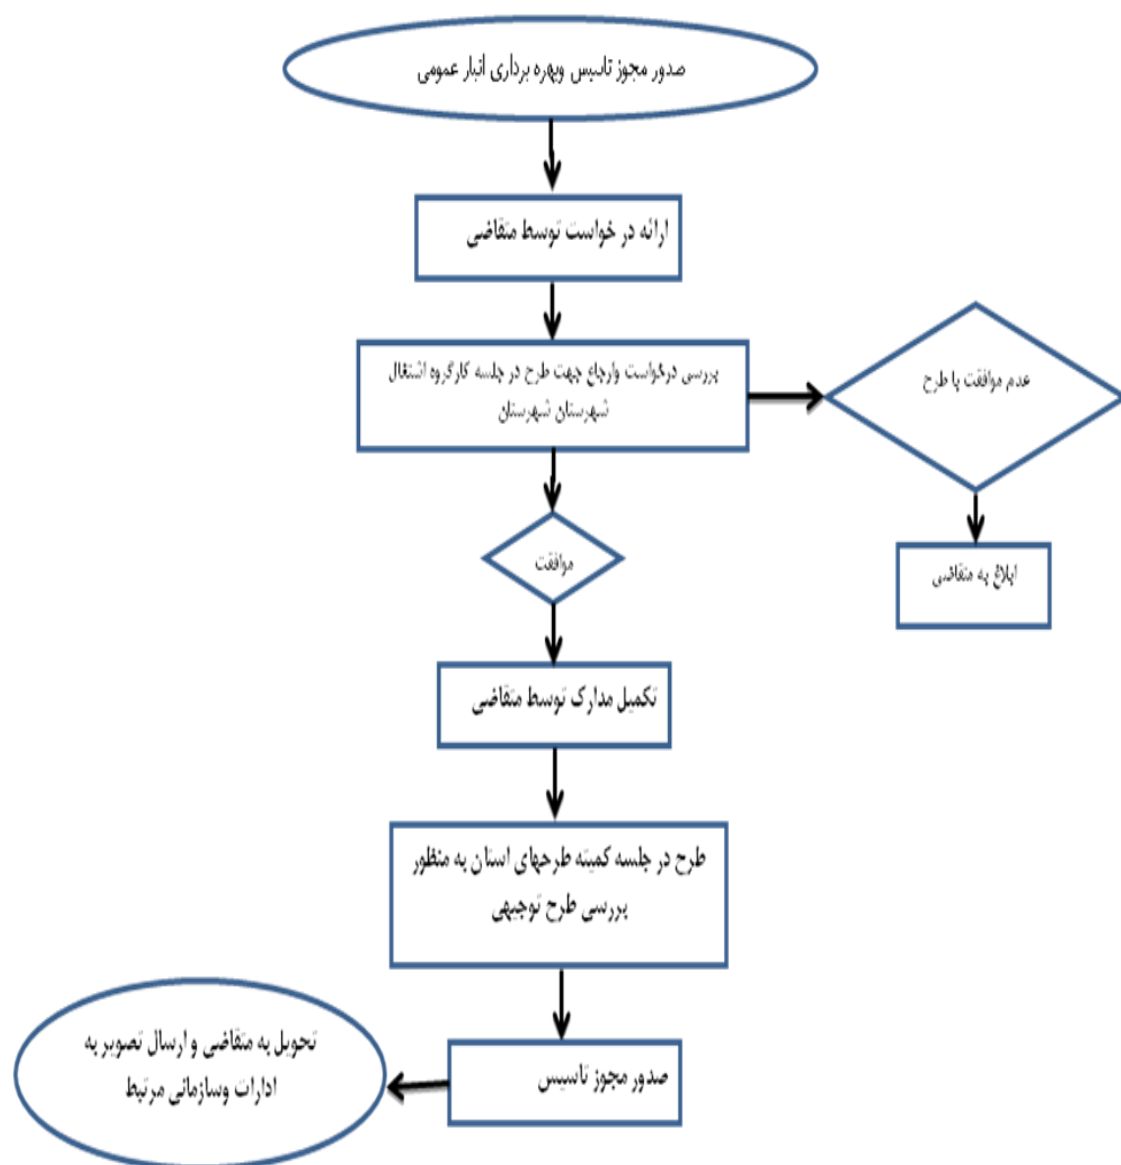 صدور مجوز تاسیس وبهره برداری انبار عمومی
ارائه در خواست توسط متقاضی
بررسی درخواست وارجاع جهت طرح در جلسه کارگروه اشتغال
شهرستان شهرستان
عدم موافقت با طرح
ابلاغ به متقاضی
موافقت
تکمیل مدارک توسط متقاضی
طرح در جلسه کمیته طرحهای استان به منظور
بررسی طرح توجیهی
صدور مجوز تاسیس
تحویل به متقاضی و ارسال تصویر به
ادارات وسازمانی مرتبط